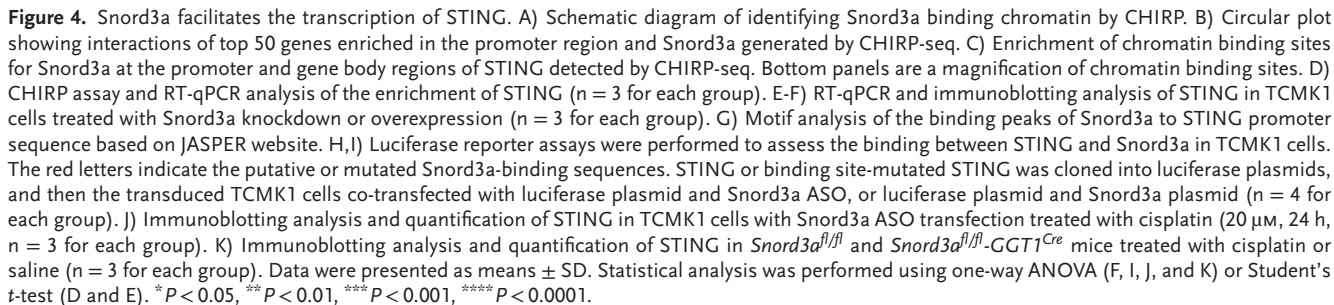 Figure 4. Snord3a facilitates the transcription of STING. A) Schematic diagram of identifying Snord3a binding chromatin by CHIRP. B) Circular plot
showing interactions of top 50 genes enriched in the promoter region and Snord3a generated by CHIRP-seq. C) Enrichment of chromatin binding sites
for Snord3a at the promoter and gene body regions of STING detected by CHIRP-seq. Bottom panels are a magnification of chromatin binding sites. D)
CHIRP assay and RT-qPCR analysis of the enrichment of STING (n = 3 for each group). E-F) RT-qPCR and immunoblotting analysis of STING in TCMK1
cells treated with Snord3a knockdown or overexpression (n = 3 for each group). G) Motif analysis of the binding peaks of Snord3a to STING promoter
sequence based on JASPER website. H,I) Luciferase reporter assays were performed to assess the binding between STING and Snord3a in TCMK1 cells.
The red letters indicate the putative or mutated Snord3a-binding sequences. STING or binding site-mutated STING was cloned into luciferase plasmids,
and then the transduced TCMK1 cells co-transfected with luciferase plasmid and Snord3a ASO, or luciferase plasmid and Snord3a plasmid (n = 4 for
each group). J) Immunoblotting analysis and quantification of STING in TCMK1 cells with Snord3a ASO transfection treated with cisplatin (20 μм, 24 h,
n = 3 for each group). K) Immunoblotting analysis and quantification of STING in Snord3a^fl/fl and Snord3a^fl/fl-GGT1^Cre mice treated with cisplatin or
saline (n = 3 for each group). Data were presented as means ± SD. Statistical analysis was performed using one-way ANOVA (F, I, J, and K) or Student's
t-test (D and E). *P < 0.05, **P < 0.01, ***P < 0.001, ****P < 0.0001.